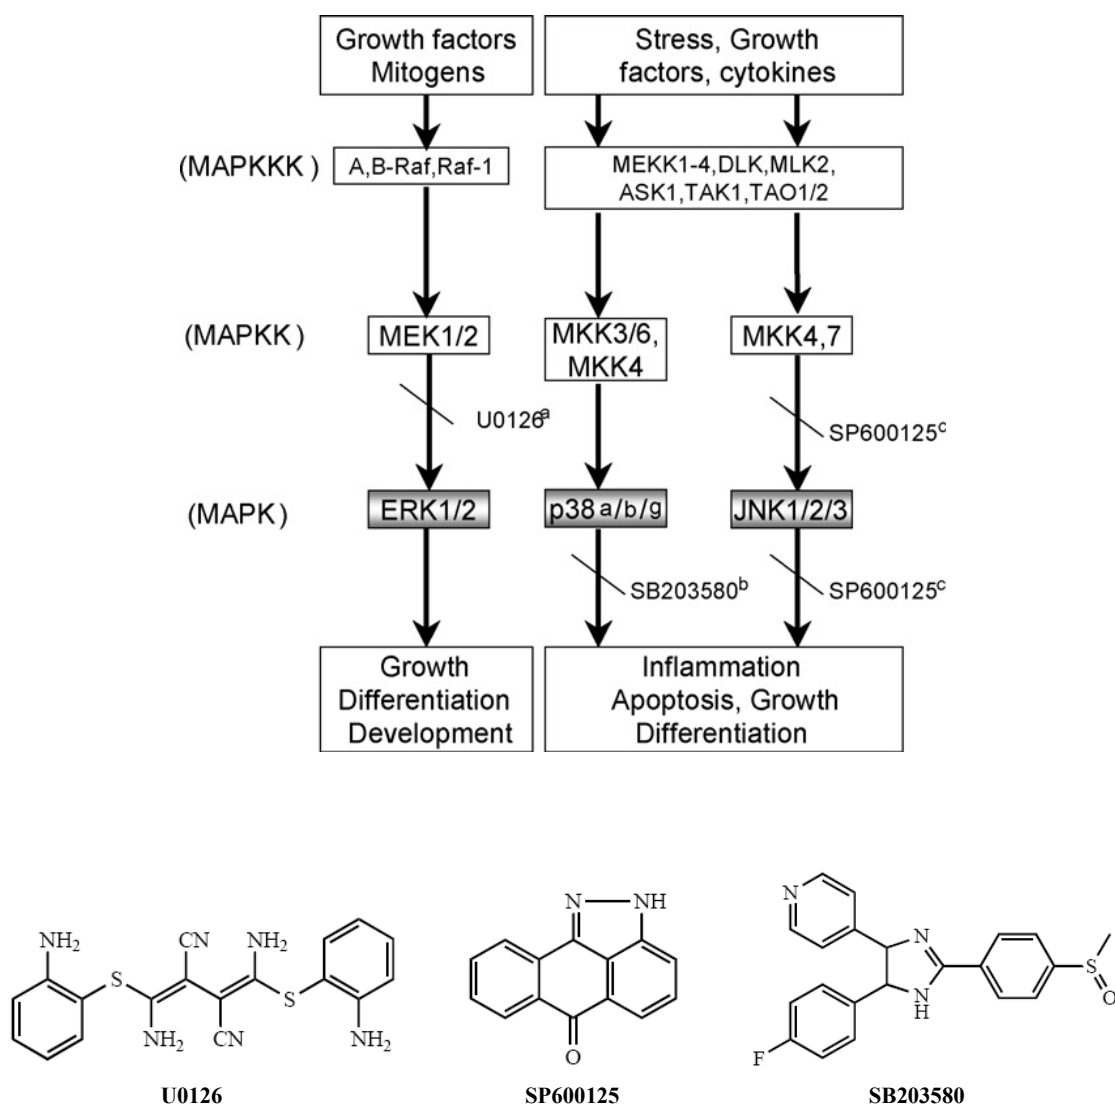 Growth factors
Mitogens
Stress, Growth
factors, cytokines
(MAPKKK)
A,B-Raf,Raf-1
MEKK1-4,DLK,MLK2,
ASK1,TAK1,TAO1/2
(MAPKK)
MEK1/2
MKK3/6,
MKK4
MKK4,7
U0126a
SP600125c
(MAPK)
ERK1/2
p38 a/b/g
JNK1/2/3
SB203580b
SP600125c
Growth
Differentiation
Development
Inflammation
Apoptosis, Growth
Differentiation
NH2
S
NH2
CN
CN
NH2
S
NH2
U0126
N
NH
O
SP600125
N
N
N
H
F
S
O
SB203580